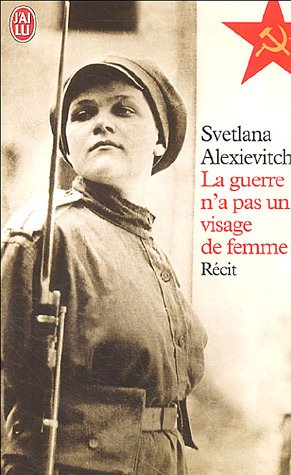 J'AI
LU
Svetlana
Alexievitch
La guerre
n'a pas un
visage
de femme
Récit